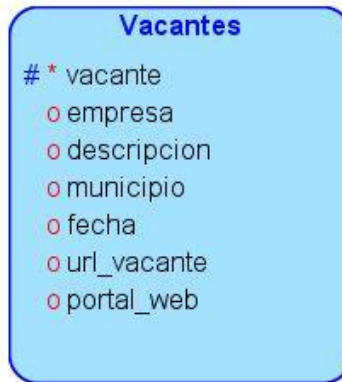 Vacantes
# * vacante
o empresa
o descripcion
o municipio
o fecha
o url_vacante
o portal_web